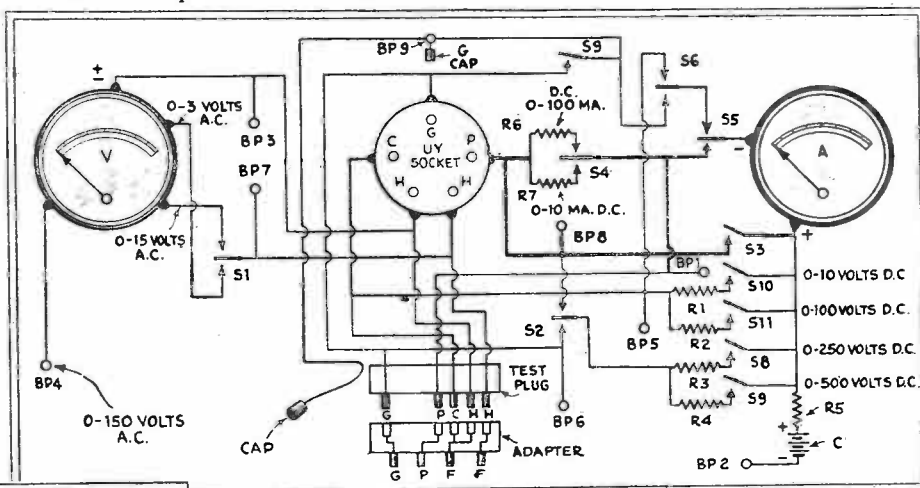 BP9
G
CAP
S9
S6
± 
0-3 VOLTS
A.C.
D.C.
0-100 MA.
R6
S5
V
BP3
BP7
G
UY
SOCKET
C
P
H
H
S4
R7
0-10 MA. D.C.
BP8
-
A
+
0-15 VOLTS
A.C.
S1
S3
BP1
S10
0-10 VOLTS D.C
R1
S11
0-100 VOLTS D.C.
R2
S2
BP5
S8
0-250 VOLTS D.C.
R3
S9
0-500 VOLTS D.C.
R4
R5
BP4
0-150 VOLTS
A.C.
CAP
TEST
PLUG
G
P
C
H
H
ADAPTER
G
P
F
F
BP6
+
C
-
BP2